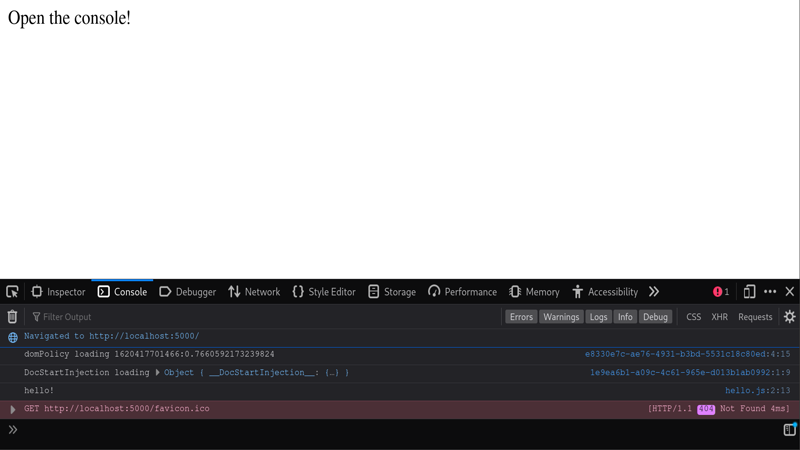 Open the console!
Inspector Console Debugger Network Style Editor Storage Performance Memory Accessibility 1
Filter Output Errors Warnings Logs Info Debug CSS XHR Requests
Navigated to http://localhost:5000/
domPolicy loading 1620417701466:0.7660592173239824 e8330e7c-ae76-4931-b3bd-5531c18c80ed:4:15
DocStartInjection loading Object { __DocStartInjection__: {…} } 1e9ea6b1-a09c-4c61-965e-d013b1ab0992:1:9
hello! hello.js:2:13
GET http://localhost:5000/favicon.ico [HTTP/1.1 404 Not Found 4ms]